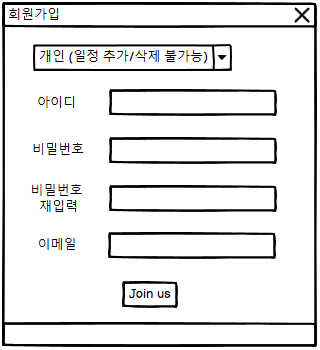 회원가입
개인 (일정 추가/삭제 불가능)
아이디
비밀번호
비밀번호
재입력
이메일
Join us